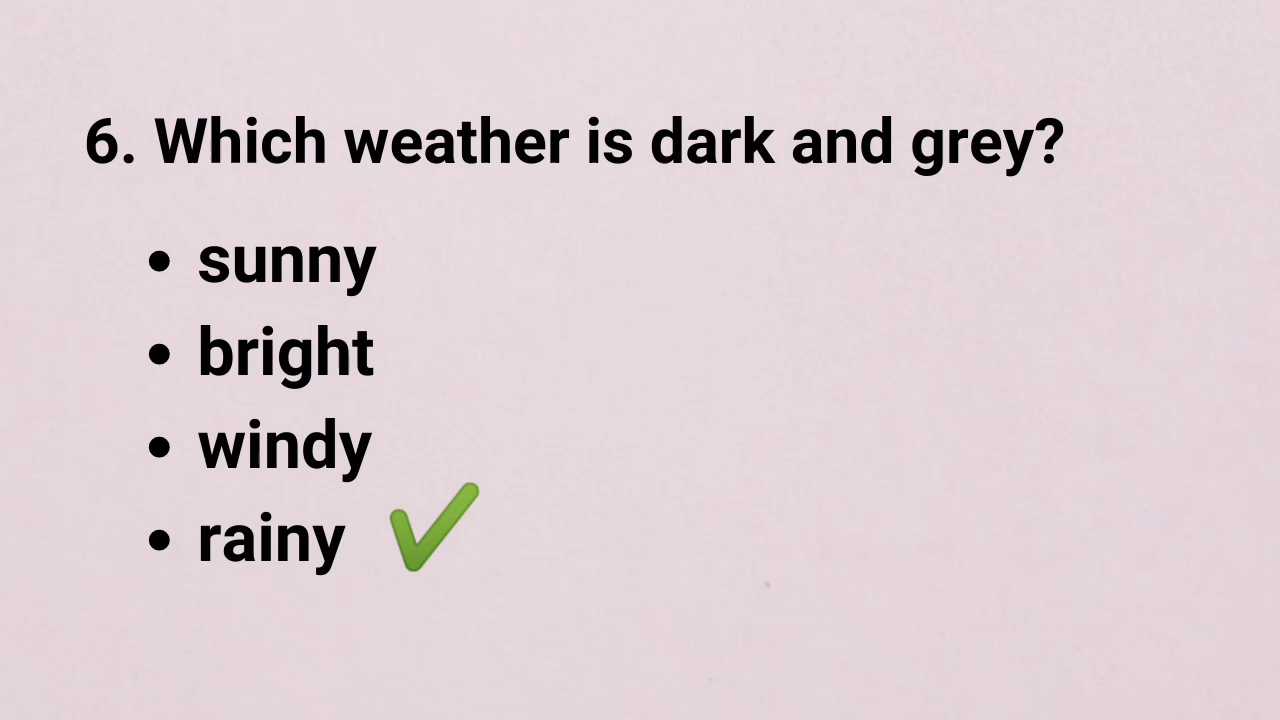 6. Which weather is dark and grey?
• sunny
• bright
• windy
• rainy ✔